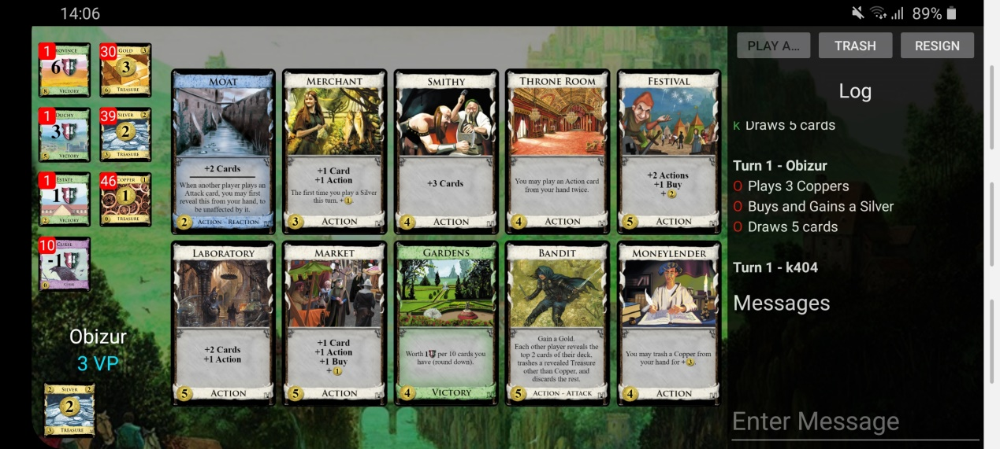 14:06
89%
1
ROVINCE
6
8 VICTORY
30
GOLD 3
3
6 TREASURE
1
DUCHY
3
5 VICTORY
39
SILVER 2
2
3 TREASURE
1
ESTATE
1
2 VICTORY
46
COPPER 1
1
0 TREASURE
10
CURSE
-1
0 CURSE
Obizur
3 VP
2 SILVER 2
2
3 TREASURE
MOAT
+2 Cards
When another player plays an
Attack card, you may first
reveal this from your hand, to
be unaffected by it.
2 ACTION - REACTION
MERCHANT
+1 Card
+1 Action
The first time you play a Silver
this turn, +1.
3 ACTION
SMITHY
+3 Cards
4 ACTION
THRONE ROOM
You may play an Action card
from your hand twice.
4 ACTION
FESTIVAL
+2 Actions
+1 Buy
+2
5 ACTION
LABORATORY
+2 Cards
+1 Action
5 ACTION
MARKET
+1 Card
+1 Action
+1 Buy
+1
5 ACTION
GARDENS
Worth 1 per 10 cards you
have (round down).
4 VICTORY
BANDIT
Gain a Gold.
Each other player reveals the
top 2 cards of their deck,
trashes a revealed Treasure
other than Copper, and
discards the rest.
5 ACTION - ATTACK
MONEYLENDER
You may trash a Copper from
your hand for +3.
4 ACTION
PLAY A...
TRASH
RESIGN
Log
K Draws 5 cards
Turn 1 - Obizur
O Plays 3 Coppers
O Buys and Gains a Silver
O Draws 5 cards
Turn 1 - k404
Messages
Enter Message